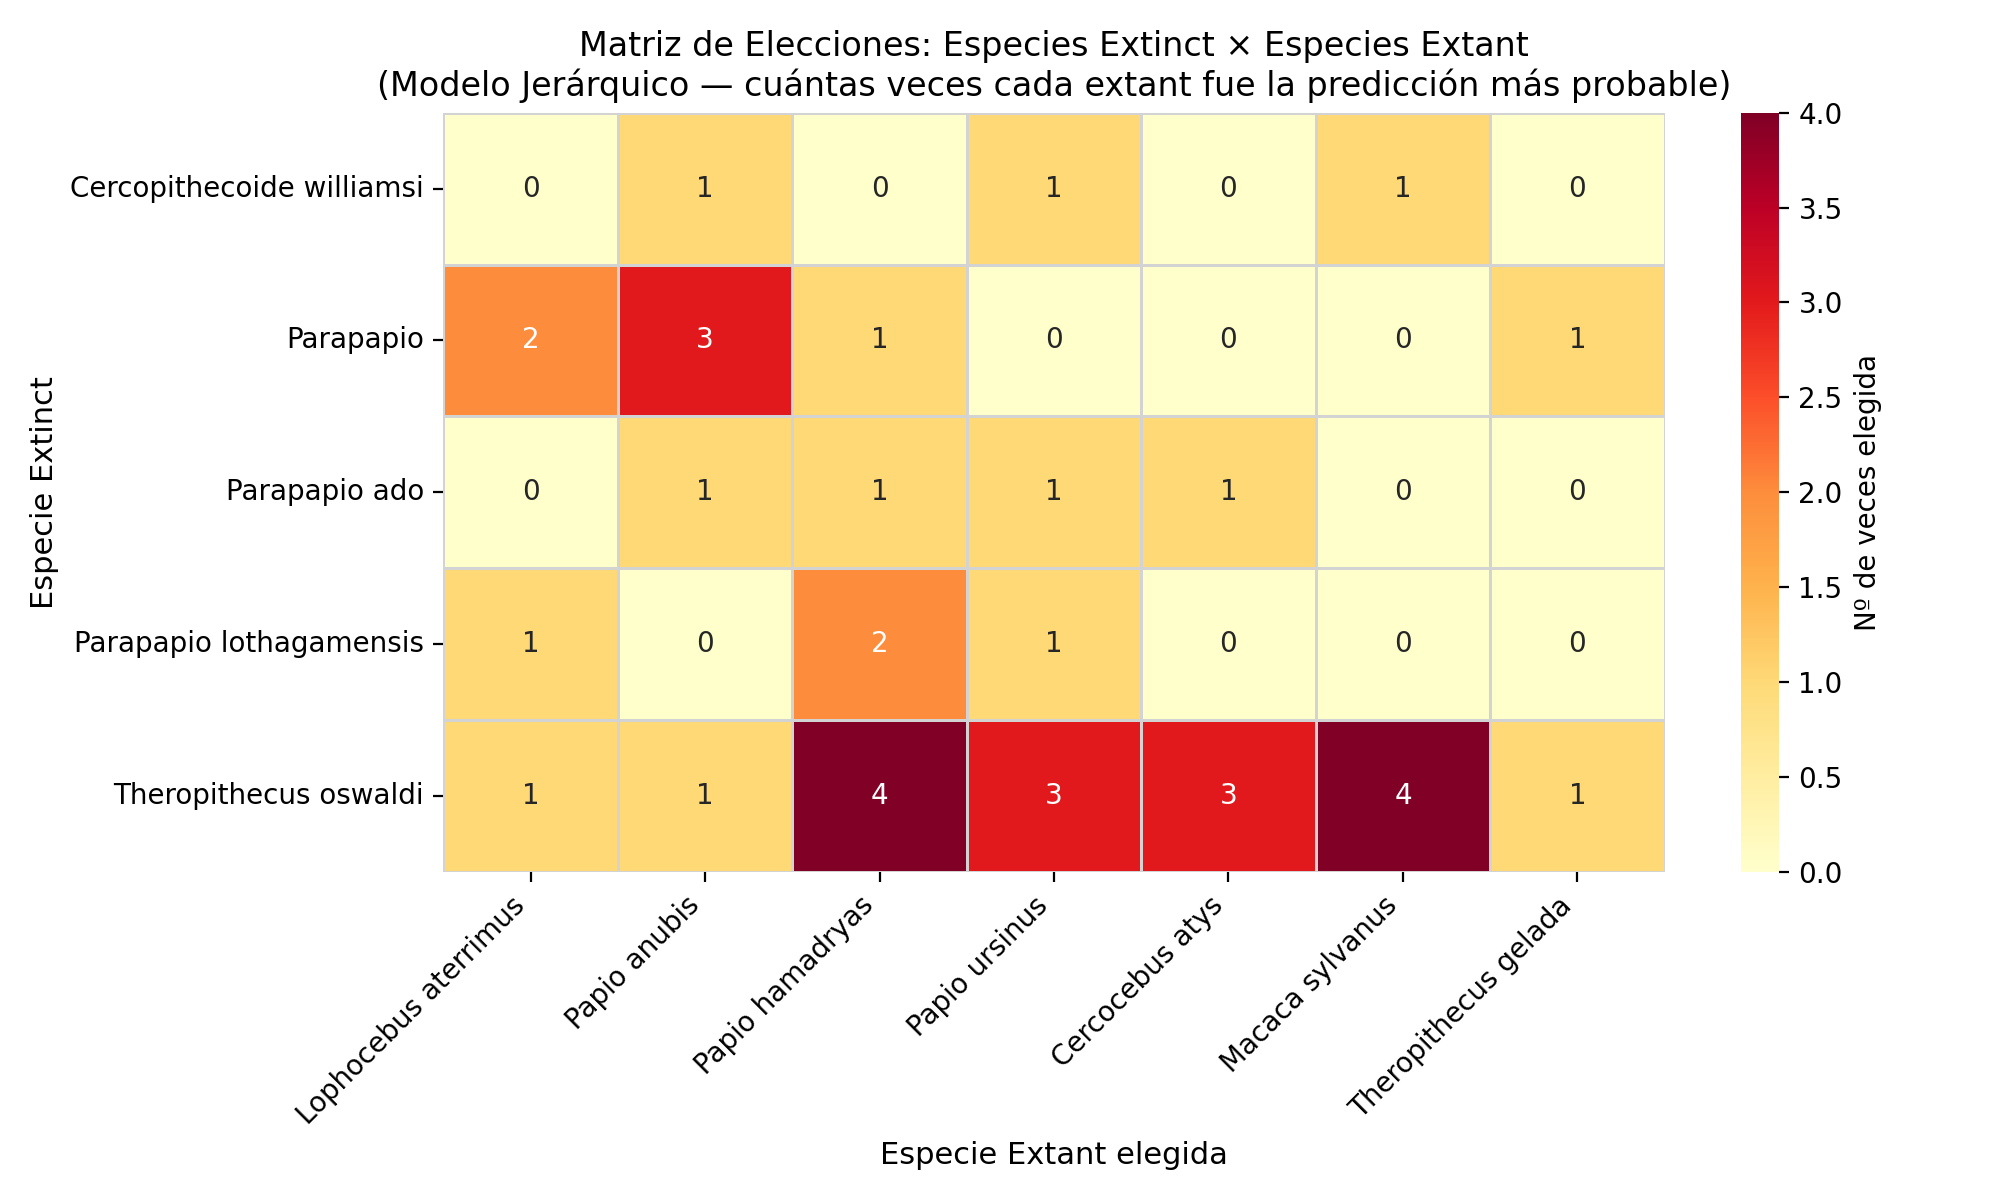 Matriz de Elecciones: Especies Extinct × Especies Extant
(Modelo Jerárquico — cuántas veces cada extant fue la predicción más probable)
Especie Extinct
Cercopithecoide williamsi 0 1 0 1 0 1 0
Parapapio 2 3 1 0 0 0 1
Parapapio ado 0 1 1 1 1 0 0
Parapapio lothagamensis 1 0 2 1 0 0 0
Theropithecus oswaldi 1 1 4 3 3 4 1
Lophocebus aterrimus
Papio anubis
Papio hamadryas
Papio ursinus
Cercocebus atys
Macaca sylvanus
Theropithecus gelada
Especie Extant elegida
4.0
3.5
3.0
2.5
2.0
1.5
1.0
0.5
0.0
Nº de veces elegida